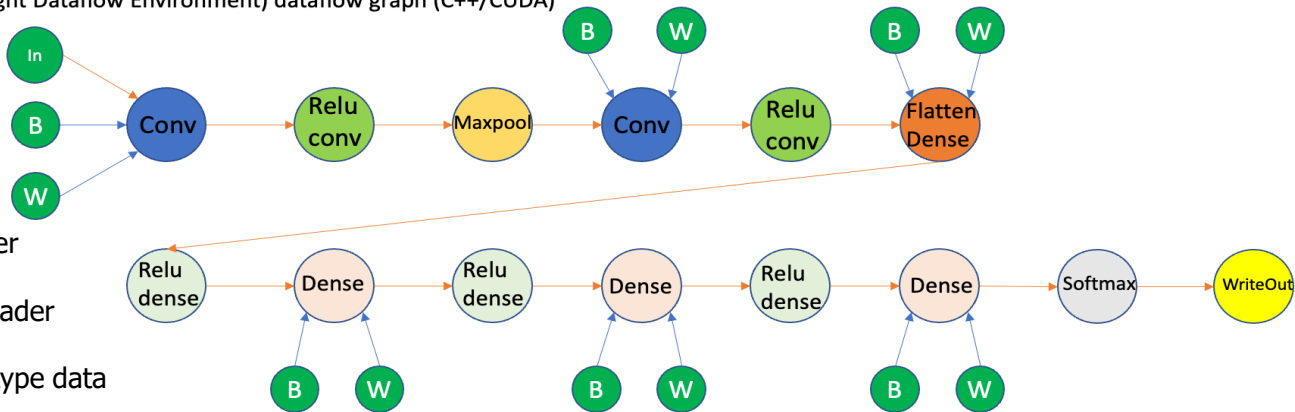 ght Dataflow Environment) dataflow graph (C++/CUDA)
In
B
W
B
W
B
W
Conv
Relu
conv
Maxpool
Conv
Relu
conv
Flatten
Dense
er
ader
ype data
Relu
dense
Dense
Relu
dense
Dense
Relu
dense
Dense
Softmax
WriteOut
B
W
B
W
B
W